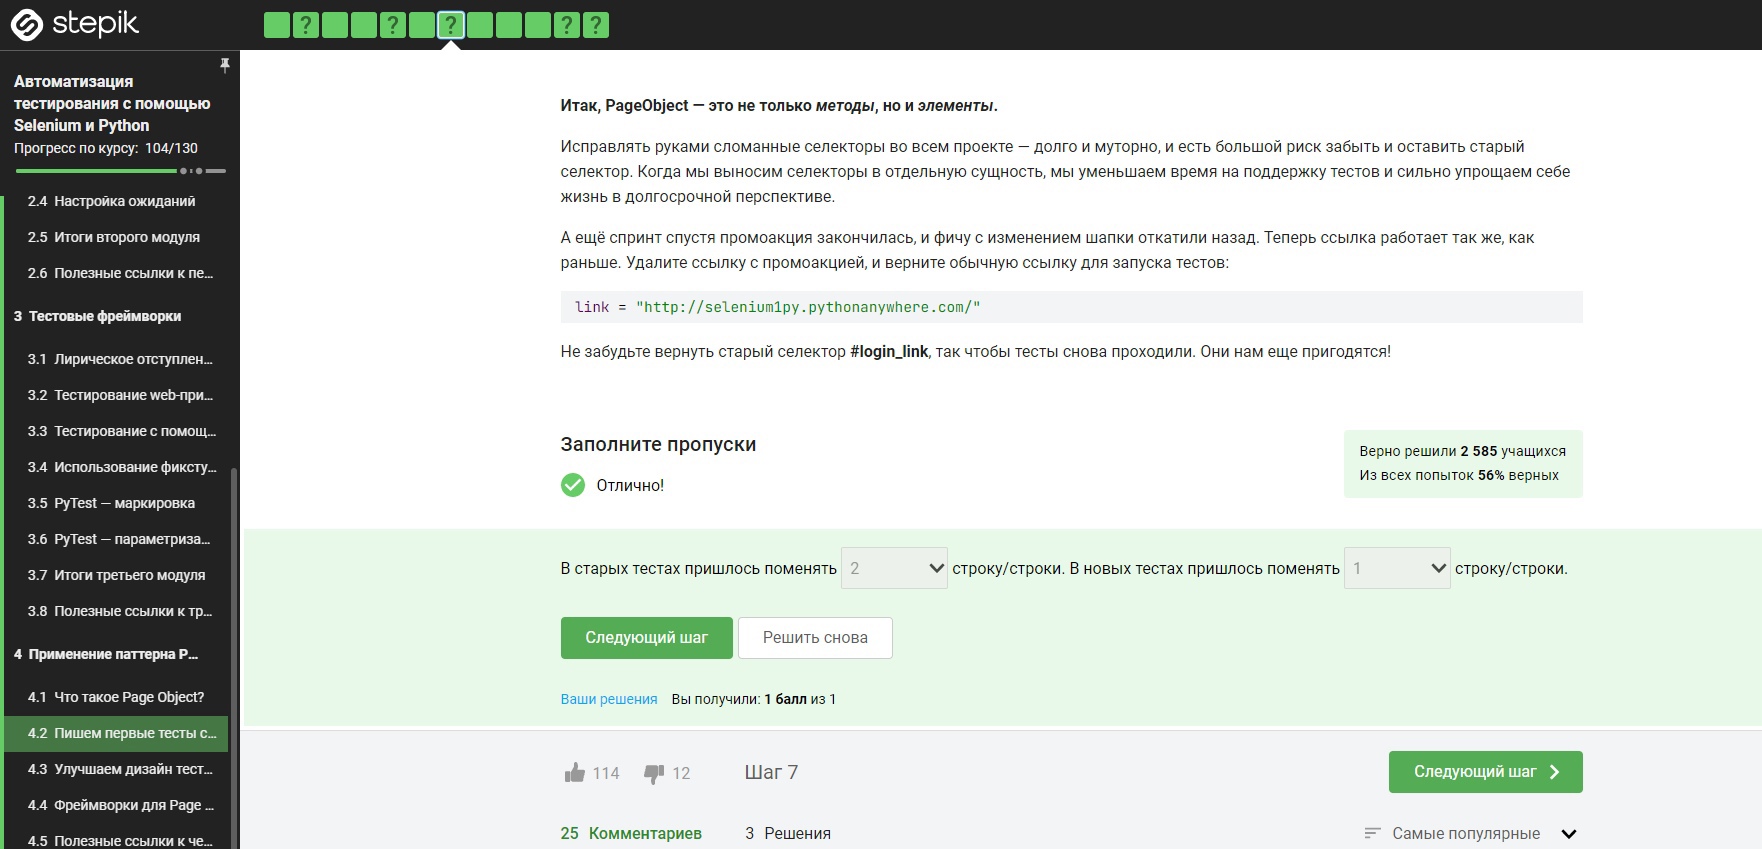 stepik
? ? ? ? ?
Автоматизация
тестирования с помощью
Selenium и Python
Прогресс по курсу: 104/130
2.4 Настройка ожиданий
2.5 Итоги второго модуля
2.6 Полезные ссылки к пе...
3 Тестовые фреймворки
3.1 Лирическое отступлен...
3.2 Тестирование web-при...
3.3 Тестирование с помощ...
3.4 Использование фиксту...
3.5 PyTest — маркировка
3.6 PyTest — параметриза...
3.7 Итоги третьего модуля
3.8 Полезные ссылки к тр...
4 Применение паттерна P...
4.1 Что такое Page Object?
4.2 Пишем первые тесты с...
4.3 Улучшаем дизайн тест...
4.4 Фреймворки для Page ...
4.5 Полезные ссылки к че...
Итак, PageObject — это не только методы, но и элементы.
Исправлять руками сломанные селекторы во всем проекте — долго и муторно, и есть большой риск забыть и оставить старый
селектор. Когда мы выносим селекторы в отдельную сущность, мы уменьшаем время на поддержку тестов и сильно упрощаем себе
жизнь в долгосрочной перспективе.
А ещё спринт спустя промоакция закончилась, и фичу с изменением шапки откатили назад. Теперь ссылка работает так же, как
раньше. Удалите ссылку с промоакцией, и верните обычную ссылку для запуска тестов:
link = "http://selenium1py.pythonanywhere.com/"
Не забудьте вернуть старый селектор #login_link, так чтобы тесты снова проходили. Они нам еще пригодятся!
Заполните пропуски
Отлично!
Верно решили 2 585 учащихся
Из всех попыток 56% верных
В старых тестах пришлось поменять 2 строку/строки. В новых тестах пришлось поменять 1 строку/строки.
Следующий шаг Решить снова
Ваши решения Вы получили: 1 балл из 1
114 12 Шаг 7 Следующий шаг
25 Комментариев 3 Решения Самые популярные